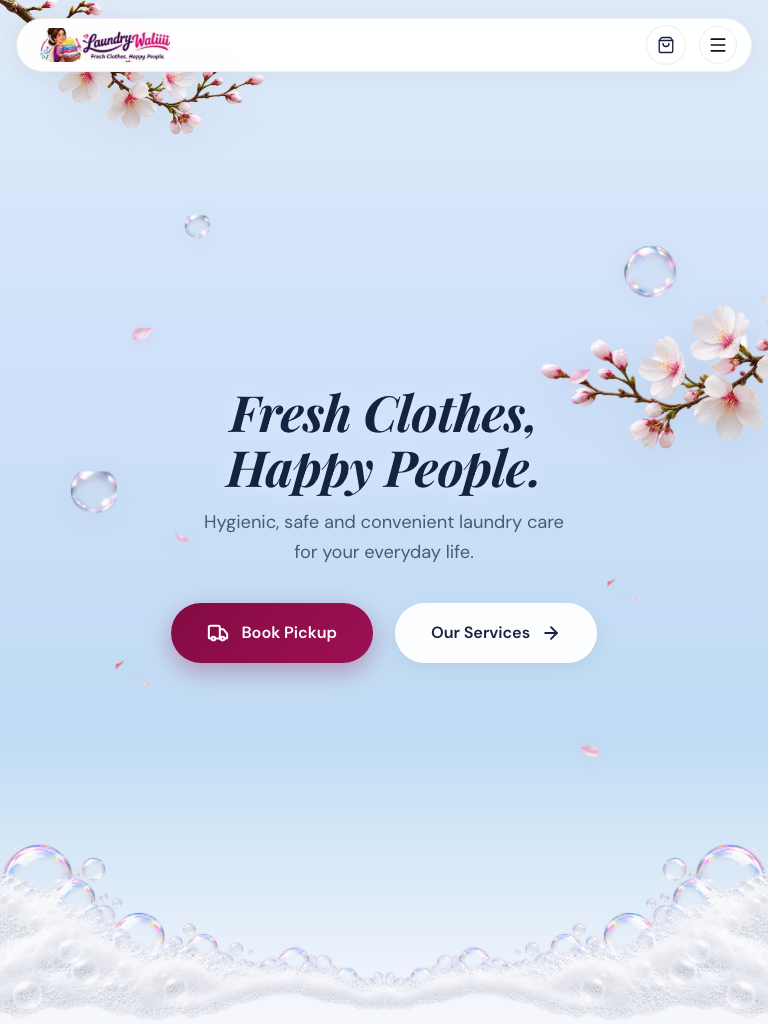 LaundryWaliiii
Fresh Clothes. Happy People.
Fresh Clothes,
Happy People.
Hygienic, safe and convenient laundry care
for your everyday life.
Book Pickup
Our Services